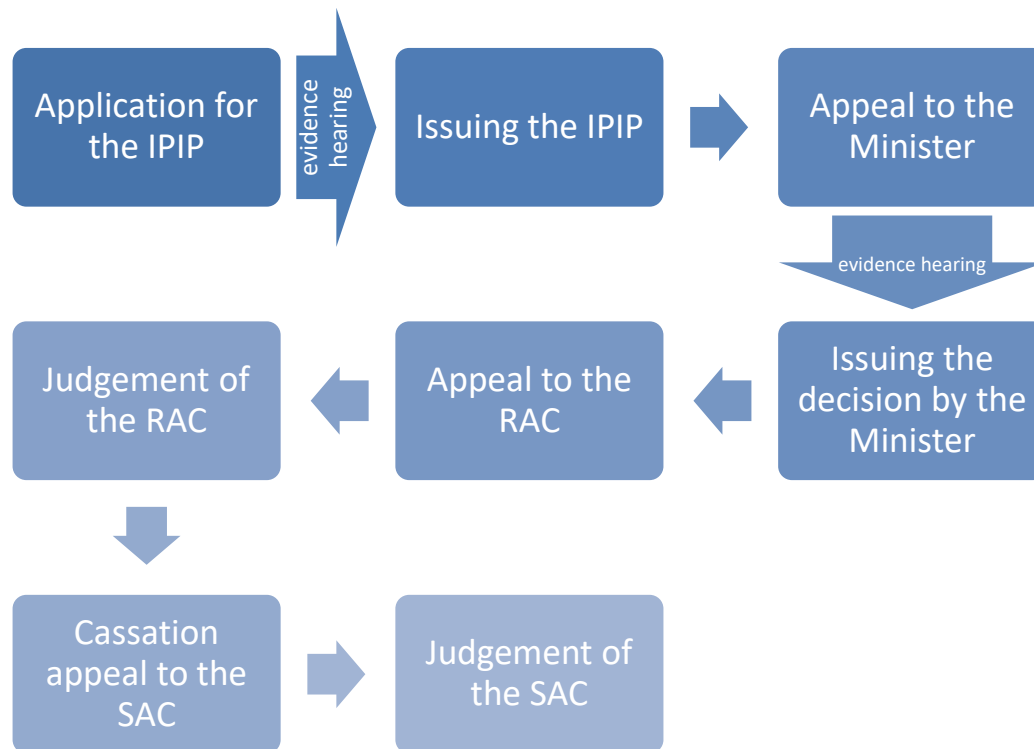 Application for
the IPIP
evidence
hearing
Issuing the IPIP
Appeal to the
Minister
evidence hearing
Issuing the
decision by the
Minister
Appeal to the
RAC
Judgement of
the RAC
Cassation
appeal to the
SAC
Judgement of
the SAC